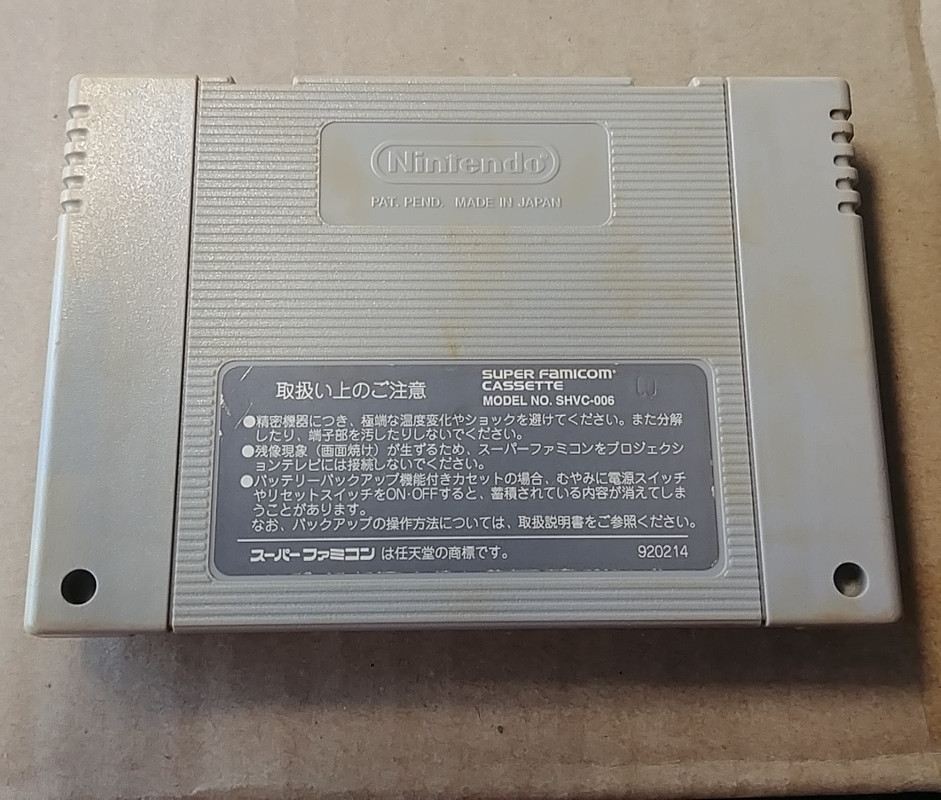 Nintendo®
PAT. PEND. MADE IN JAPAN
取扱い上のご注意
SUPER FAMICOM®
CASSETTE
MODEL NO. SHVC-006
●精密機器につき、極端な温度変化やショックを避けてください。また分解
したり、端子部を汚したりしないでください。
●残像現象（画面焼け）が生ずるため、スーパーファミコンをプロジェクシ
ョンテレビには接続しないでください。
●バッテリーバックアップ機能付きカセットの場合、むやみに電源スイッチ
やリセットスイッチをON・OFFすると、蓄積されている内容が消えてしま
うことがあります。
なお、バックアップの操作方法については、取扱説明書をご参照ください。
スーパーファミコンは任天堂の商標です。
920214